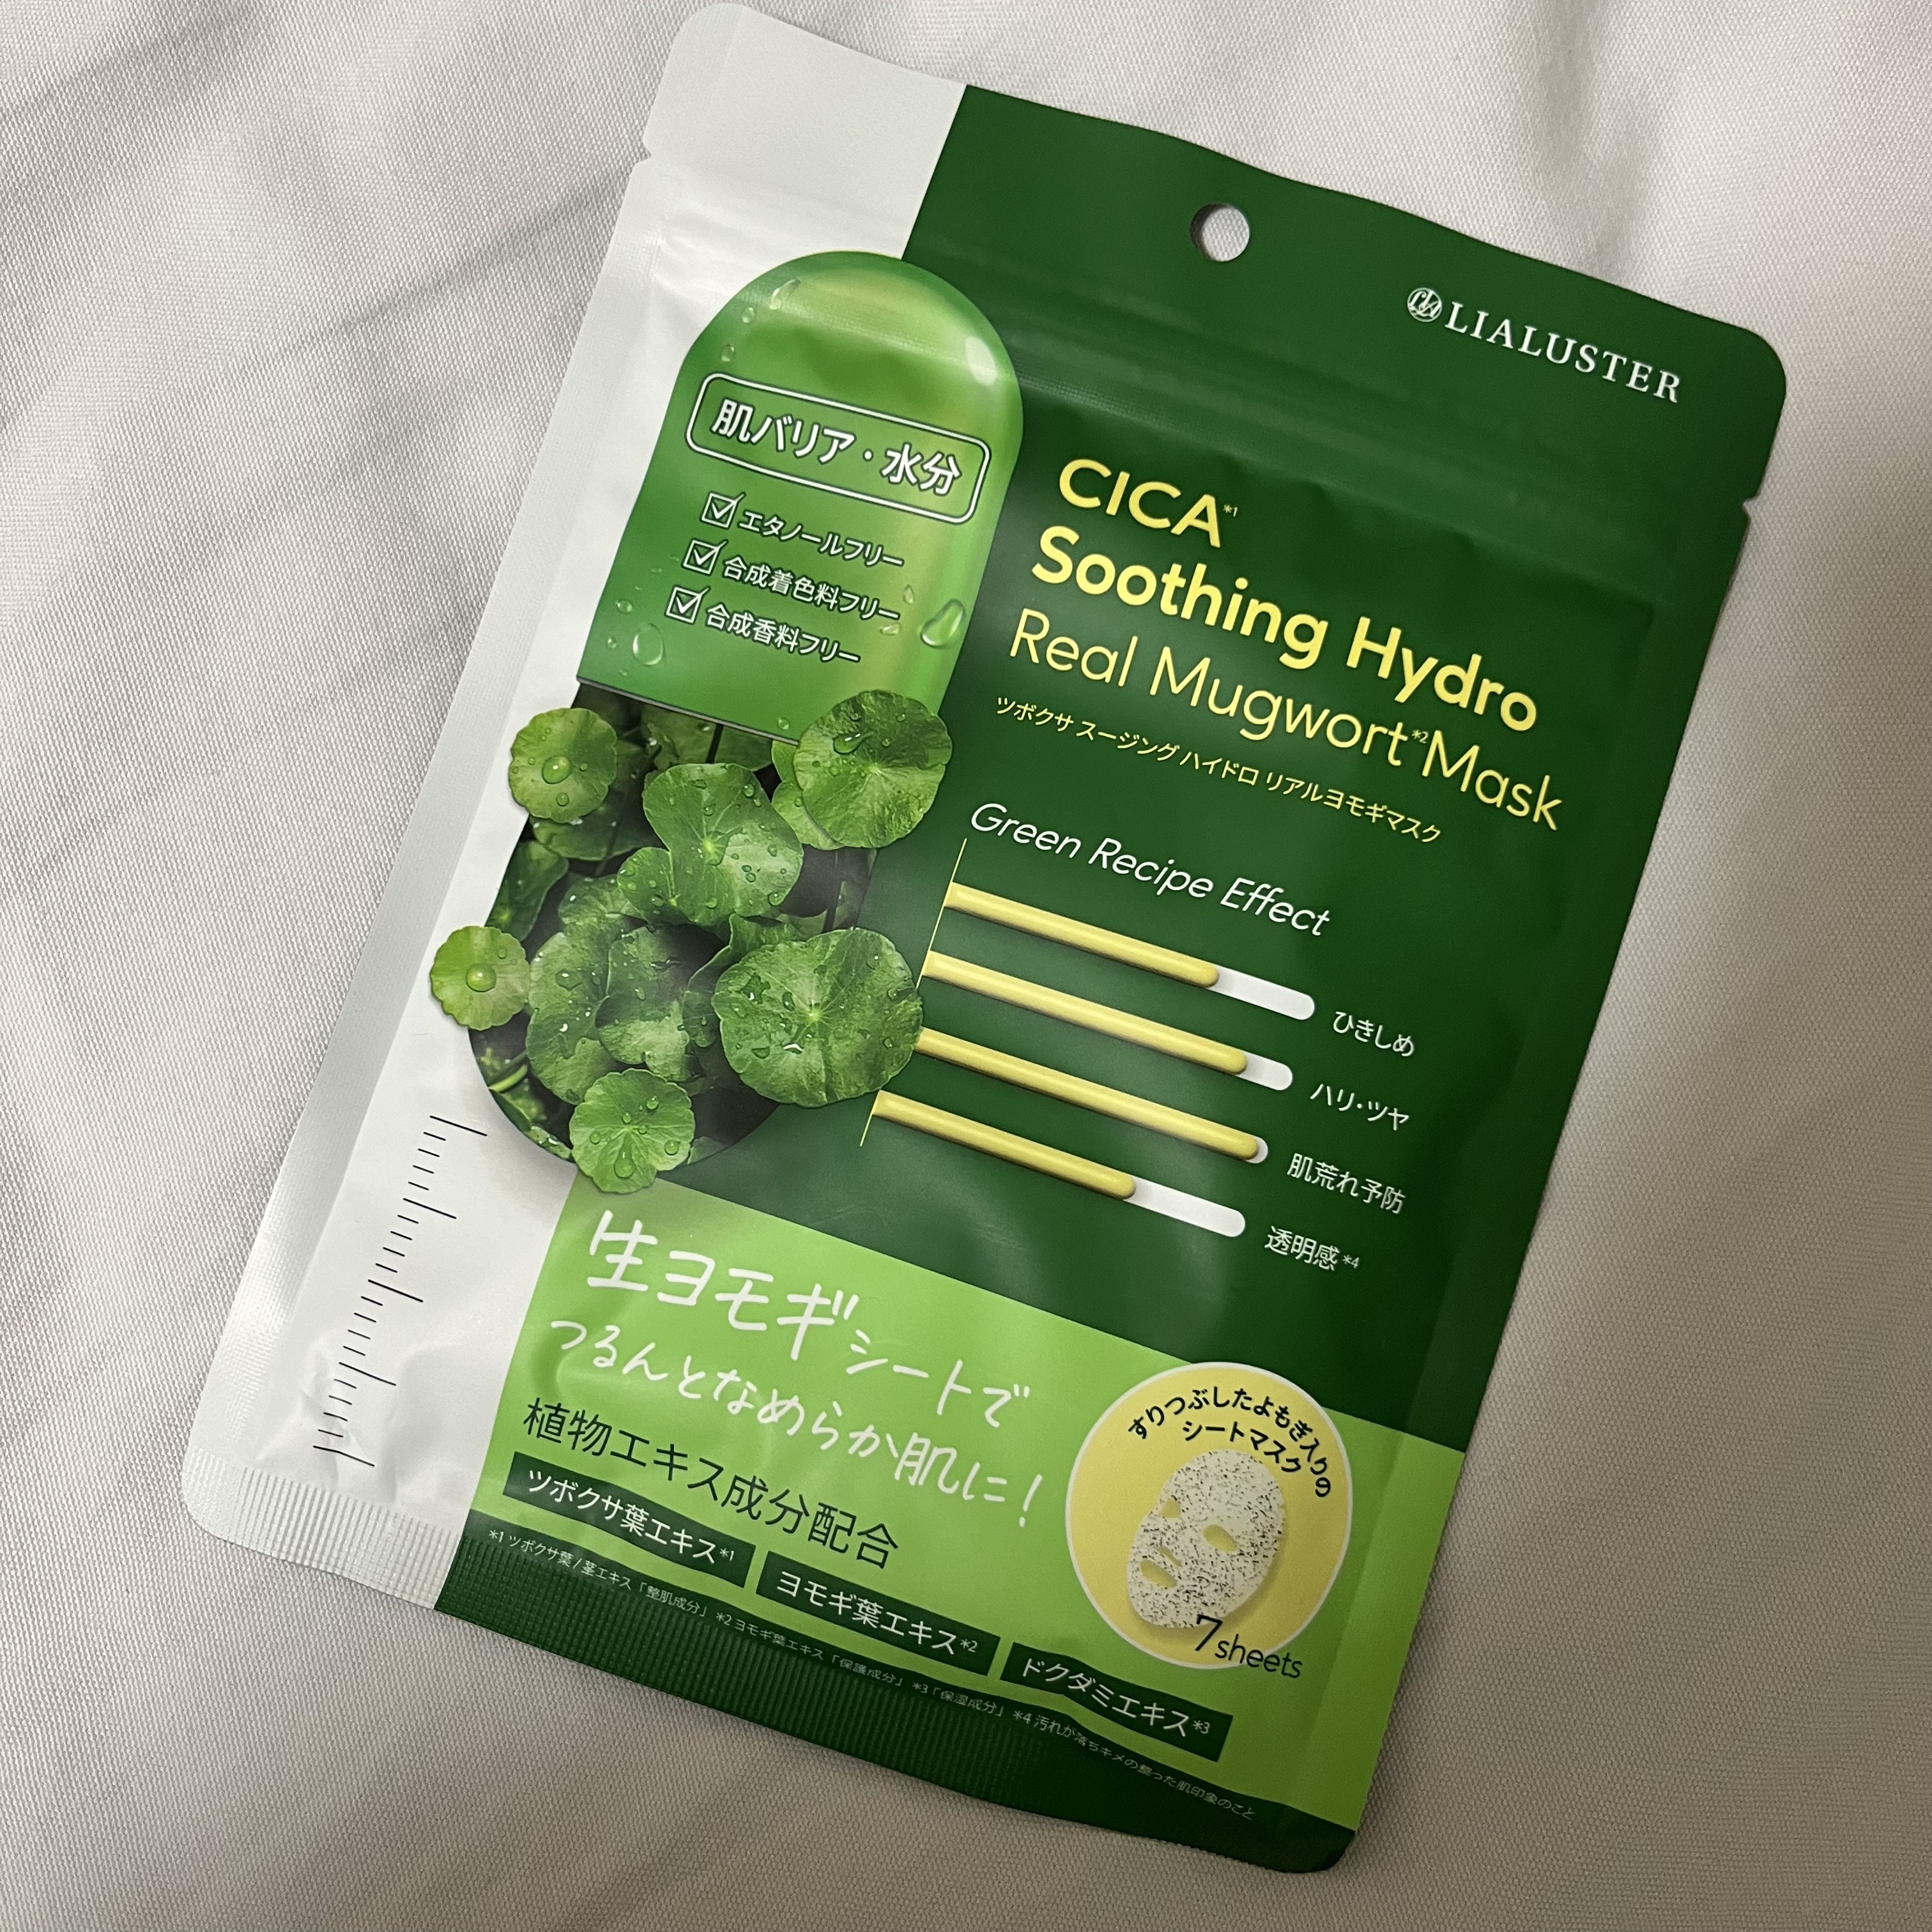 LIALUSTER
肌バリア・水分
エタノールフリー
合成着色料フリー
合成香料フリー
CICA*1
Soothing Hydro
Real Mugwort*2 Mask
ツボクサ スージング ハイドロ リアルヨモギマスク
Green Recipe Effect
ひきしめ
ハリ・ツヤ
肌荒れ予防
透明感*4
生ヨモギシートで
つるんとなめらか肌に!
植物エキス成分配合
ツボクサ葉エキス*1
ヨモギ葉エキス*2
ドクダミエキス*3
すりつぶしたよもぎ入りの
シートマスク
7sheets
*1 ツボクサ葉/茎エキス「整肌成分」 *2 ヨモギ葉エキス「保護成分」 *3「保湿成分」 *4 汚れが落ちキメの整った肌印象のこと